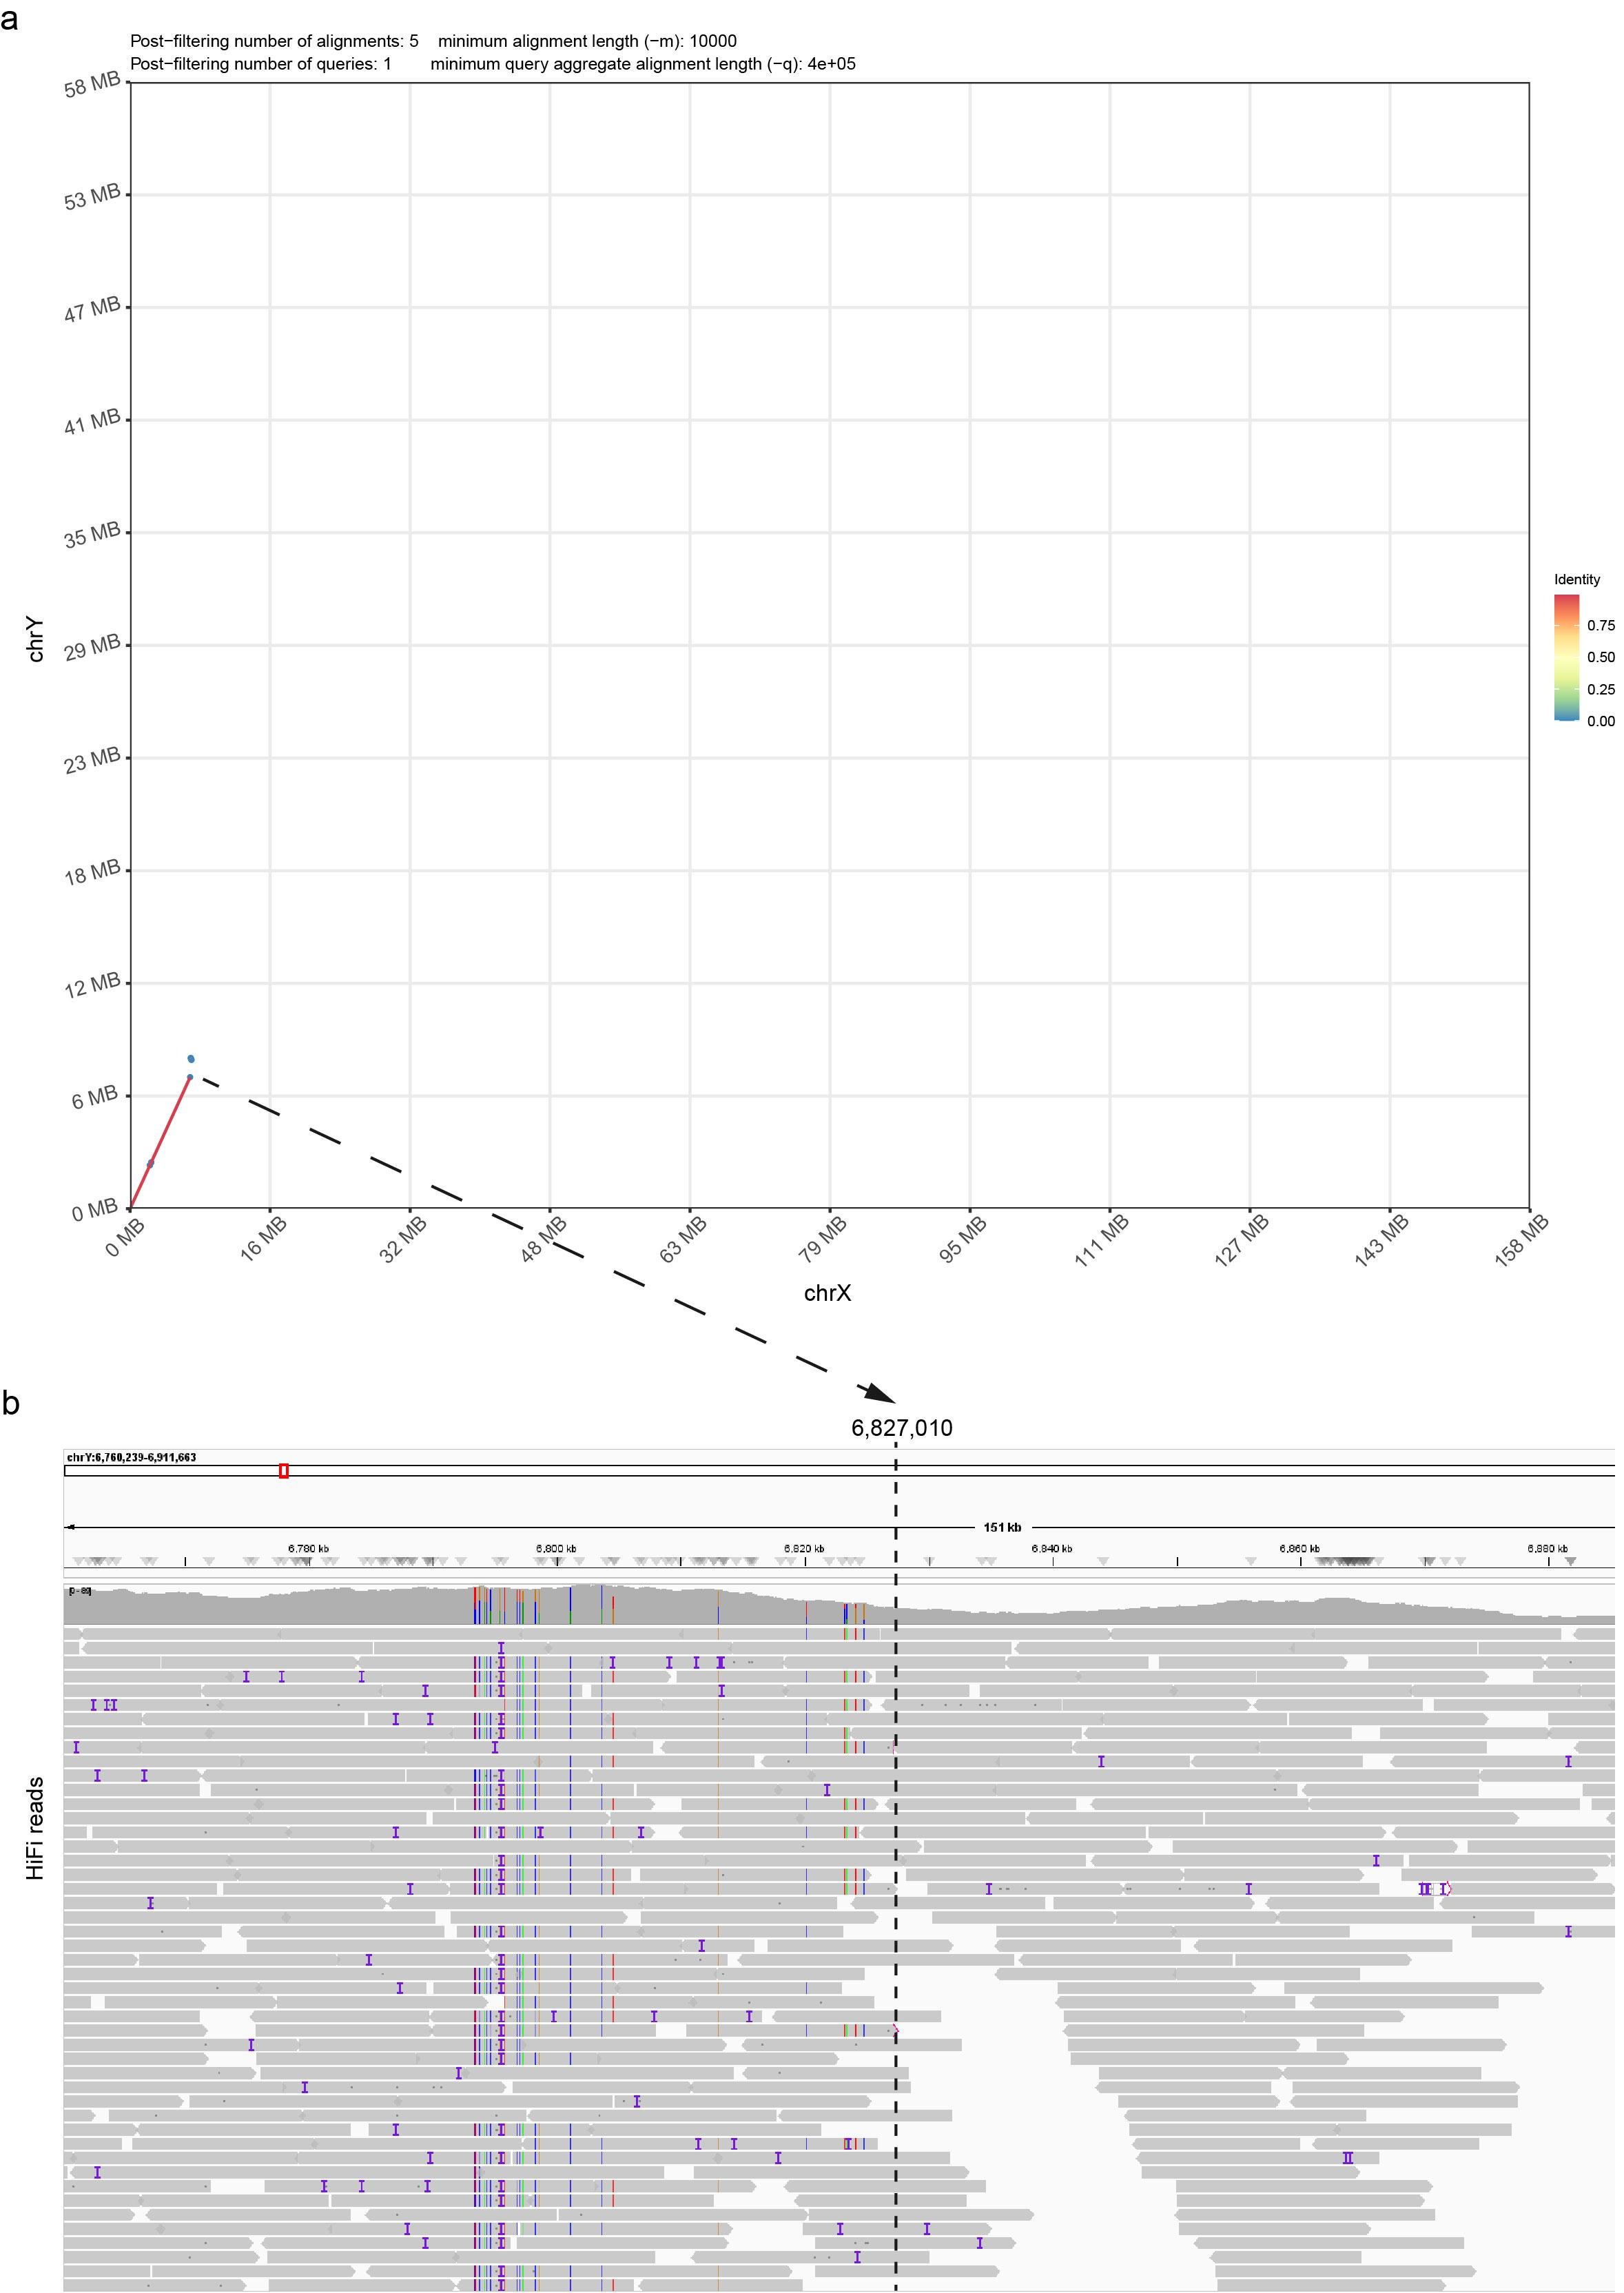 a
Post−filtering number of alignments: 5 minimum alignment length (−m): 10000
Post−filtering number of queries: 1 minimum query aggregate alignment length (−q): 4e+05
58 MB
53 MB
47 MB
41 MB
35 MB
29 MB
23 MB
18 MB
12 MB
6 MB
0 MB
chrY
0 MB
16 MB
32 MB
48 MB
63 MB
79 MB
95 MB
111 MB
127 MB
143 MB
158 MB
chrX
Identity
0.75
0.50
0.25
0.00
b
6,827,010
chrY:6,760,239-6,911,663
151 kb
6,780 kb
6,800 kb
6,820 kb
6,840 kb
6,860 kb
6,880 kb
HiFi reads